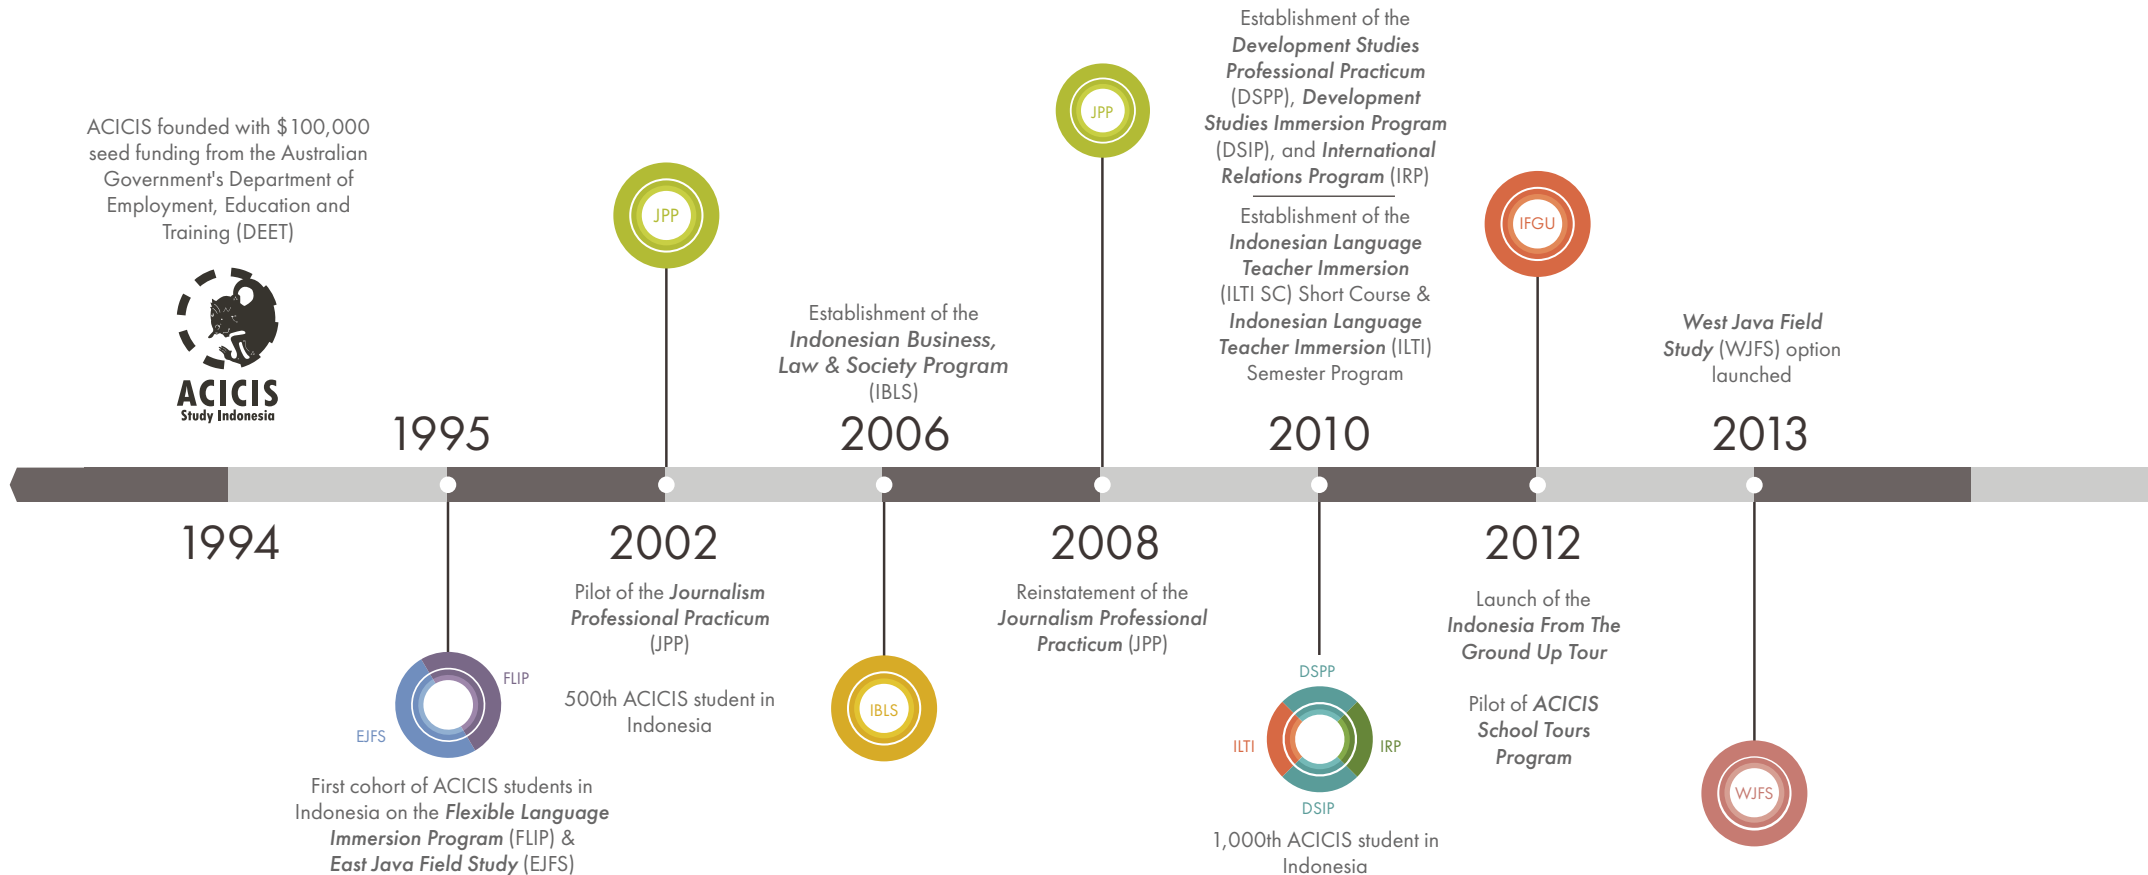 ACICIS founded with $100,000
seed funding from the Australian
Government's Department of
Employment, Education and
Training (DEET)
ACICIS
Study Indonesia
1994
1995
EJFS
FLIP
First cohort of ACICIS students in
Indonesia on the Flexible Language
Immersion Program (FLIP) &
East Java Field Study (EJFS)
JPP
2002
Pilot of the Journalism
Professional Practicum
(JPP)
500th ACICIS student in
Indonesia
Establishment of the
Indonesian Business,
Law & Society Program
(IBLS)
2006
IBLS
JPP
2008
Reinstatement of the
Journalism Professional
Practicum (JPP)
Establishment of the
Development Studies
Professional Practicum
(DSPP), Development
Studies Immersion Program
(DSIP), and International
Relations Program (IRP)
Establishment of the
Indonesian Language
Teacher Immersion
(ILTI SC) Short Course &
Indonesian Language
Teacher Immersion (ILTI)
Semester Program
2010
DSPP
ILTI
IRP
DSIP
1,000th ACICIS student in
Indonesia
IFGU
2012
Launch of the
Indonesia From The
Ground Up Tour
Pilot of ACICIS
School Tours
Program
West Java Field
Study (WJFS) option
launched
2013
WJFS